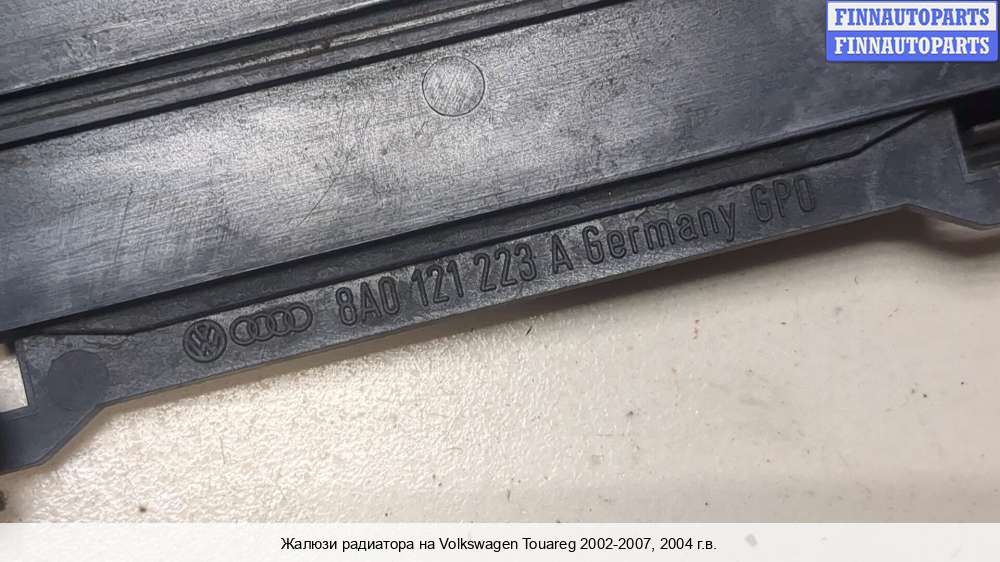 FINNAUTOPARTS
FINNAUTOPARTS
8A0 121 223 A Germany GPO
Жалюзи радиатора на Volkswagen Touareg 2002-2007, 2004 г.в.